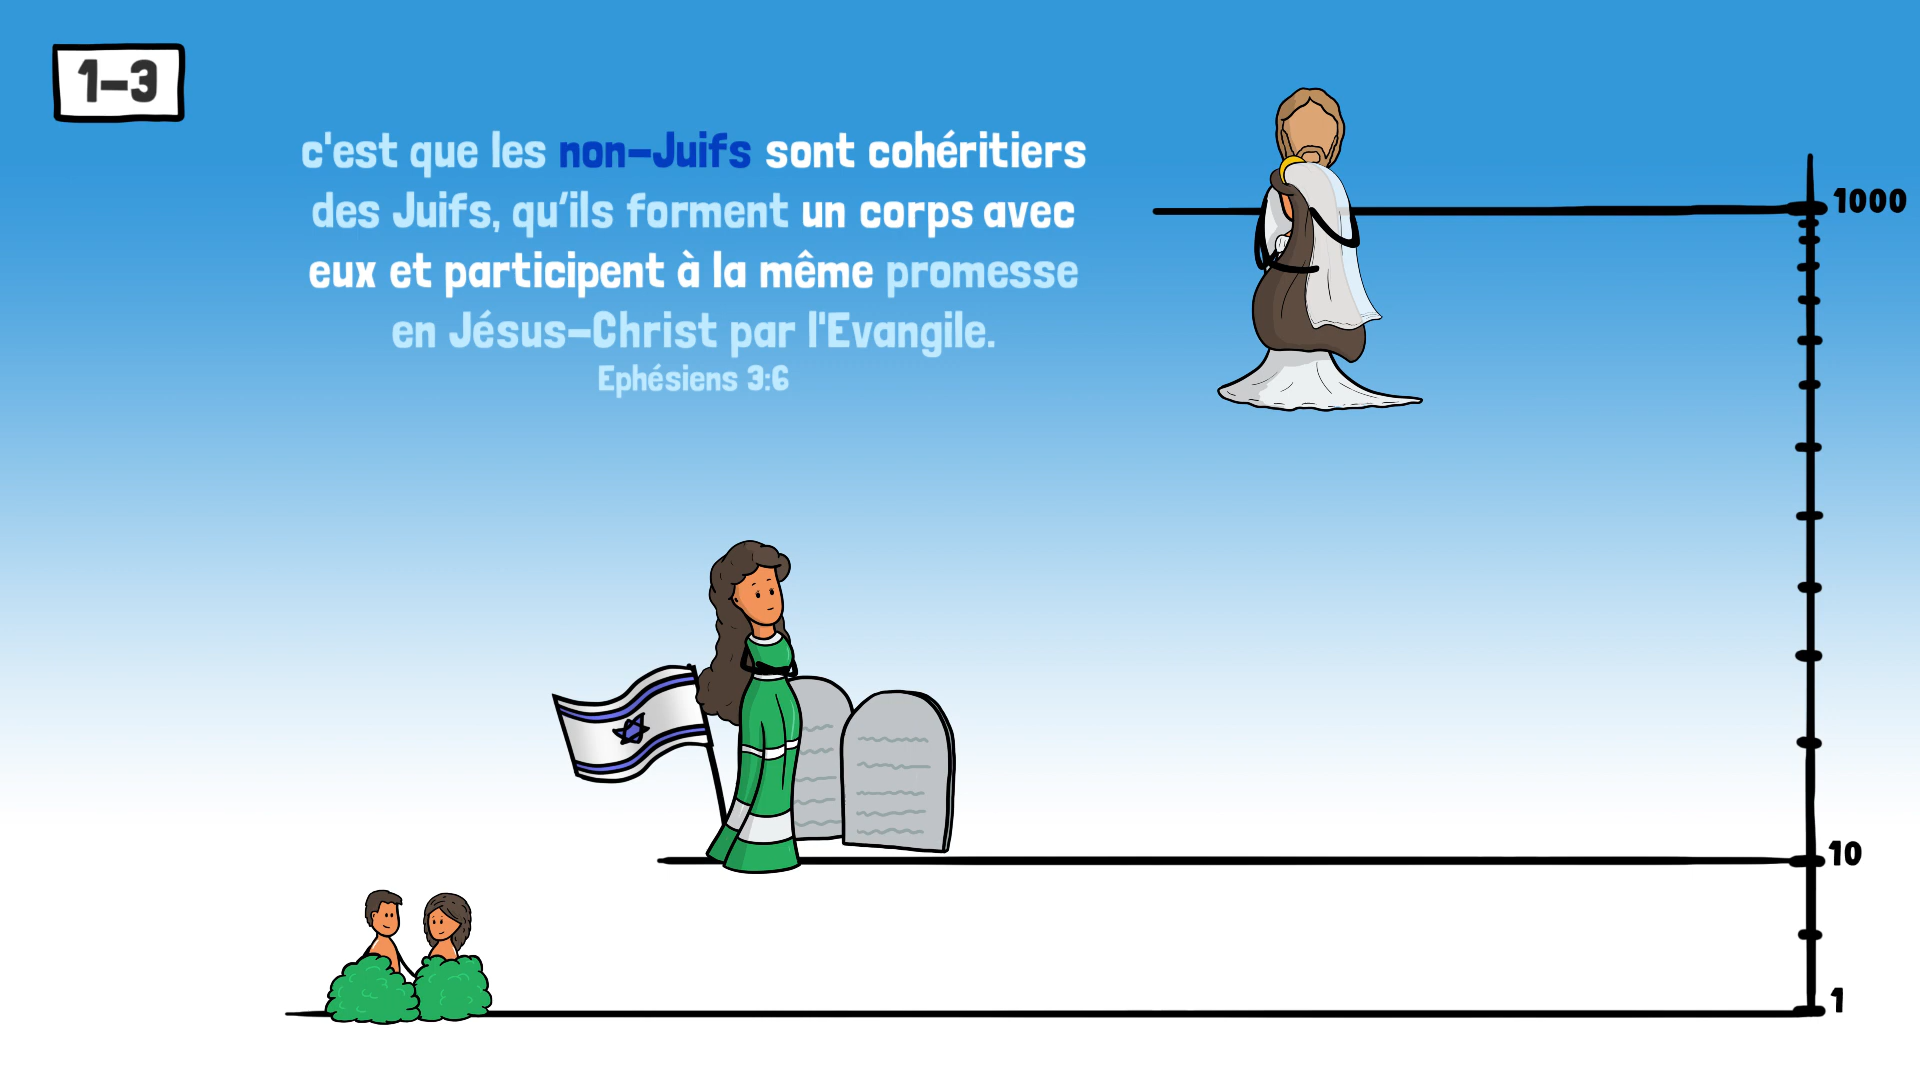 1-3
c'est que les non-Juifs sont cohéritiers
des Juifs, qu’ils forment un corps avec
eux et participent à la même promesse
en Jésus-Christ par l'Evangile.
Ephésiens 3:6
1000
10
1